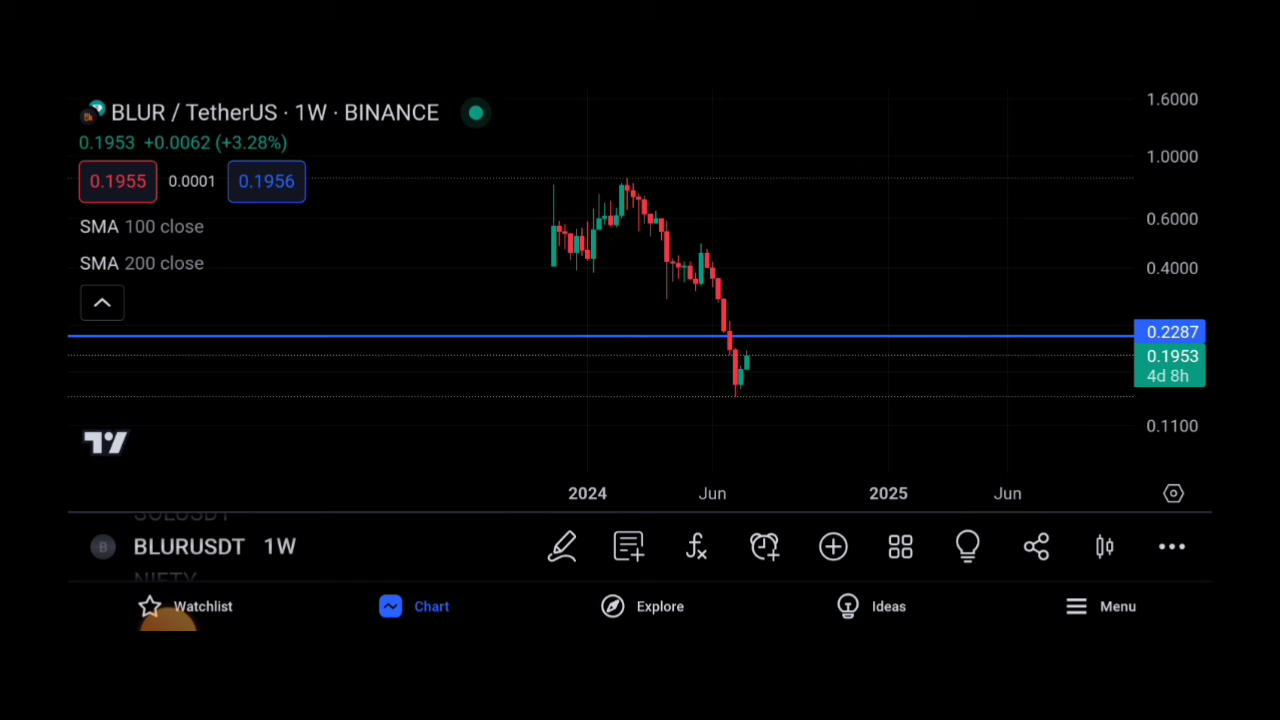 BLUR / TetherUS · 1W · BINANCE
0.1953 +0.0062 (+3.28%)
0.1955 0.0001 0.1956
SMA 100 close
SMA 200 close
1.6000
1.0000
0.6000
0.4000
0.2287
0.1953
4d 8h
0.1100
2024 Jun 2025 Jun
SOLUSDT
B BLURUSDT 1W
NIFTY
Watchlist Chart Explore Ideas Menu